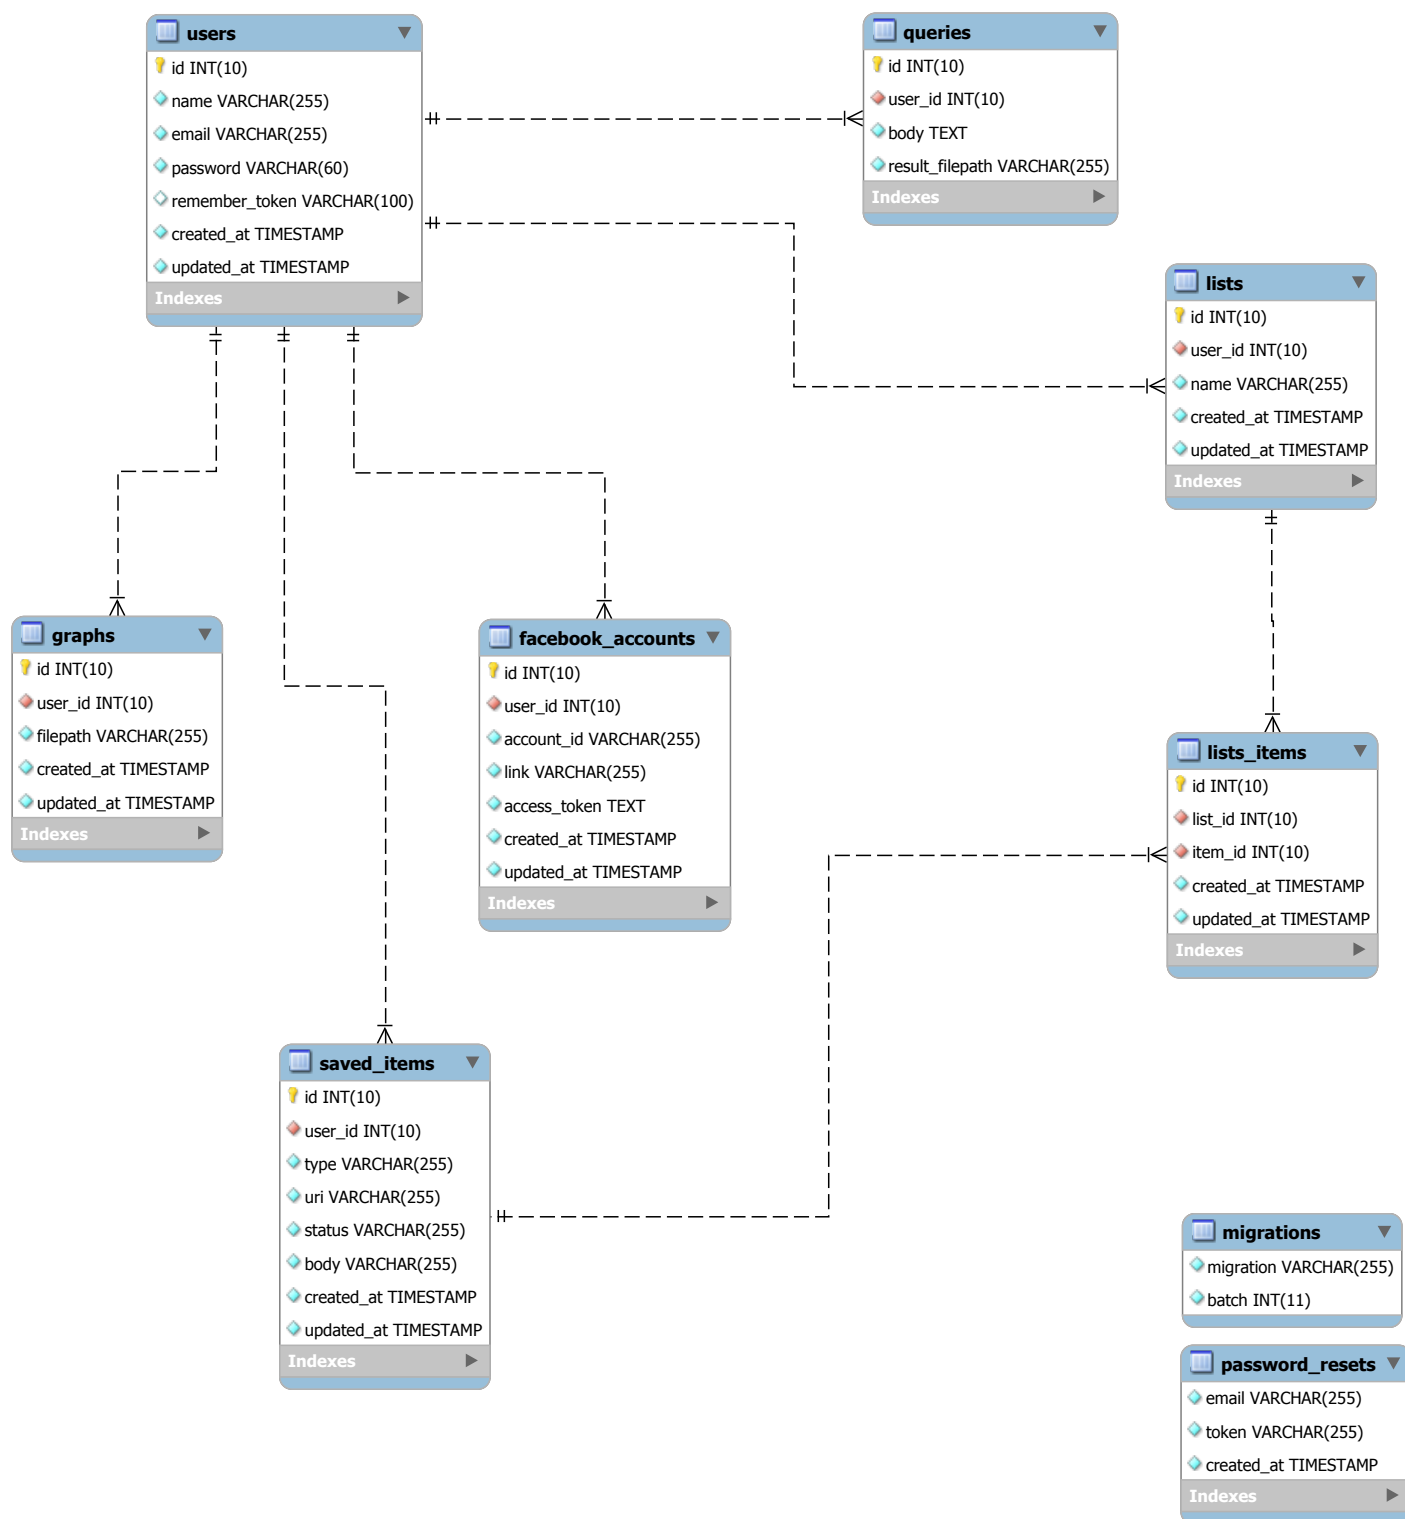 users
id INT(10)
name VARCHAR(255)
email VARCHAR(255)
password VARCHAR(60)
remember_token VARCHAR(100)
created_at TIMESTAMP
updated_at TIMESTAMP
Indexes
queries
id INT(10)
user_id INT(10)
body TEXT
result_filepath VARCHAR(255)
Indexes
lists
id INT(10)
user_id INT(10)
name VARCHAR(255)
created_at TIMESTAMP
updated_at TIMESTAMP
Indexes
graphs
id INT(10)
user_id INT(10)
filepath VARCHAR(255)
created_at TIMESTAMP
updated_at TIMESTAMP
Indexes
facebook_accounts
id INT(10)
user_id INT(10)
account_id VARCHAR(255)
link VARCHAR(255)
access_token TEXT
created_at TIMESTAMP
updated_at TIMESTAMP
Indexes
lists_items
id INT(10)
list_id INT(10)
item_id INT(10)
created_at TIMESTAMP
updated_at TIMESTAMP
Indexes
saved_items
id INT(10)
user_id INT(10)
type VARCHAR(255)
uri VARCHAR(255)
status VARCHAR(255)
body VARCHAR(255)
created_at TIMESTAMP
updated_at TIMESTAMP
Indexes
migrations
migration VARCHAR(255)
batch INT(11)
password_resets
email VARCHAR(255)
token VARCHAR(255)
created_at TIMESTAMP
Indexes